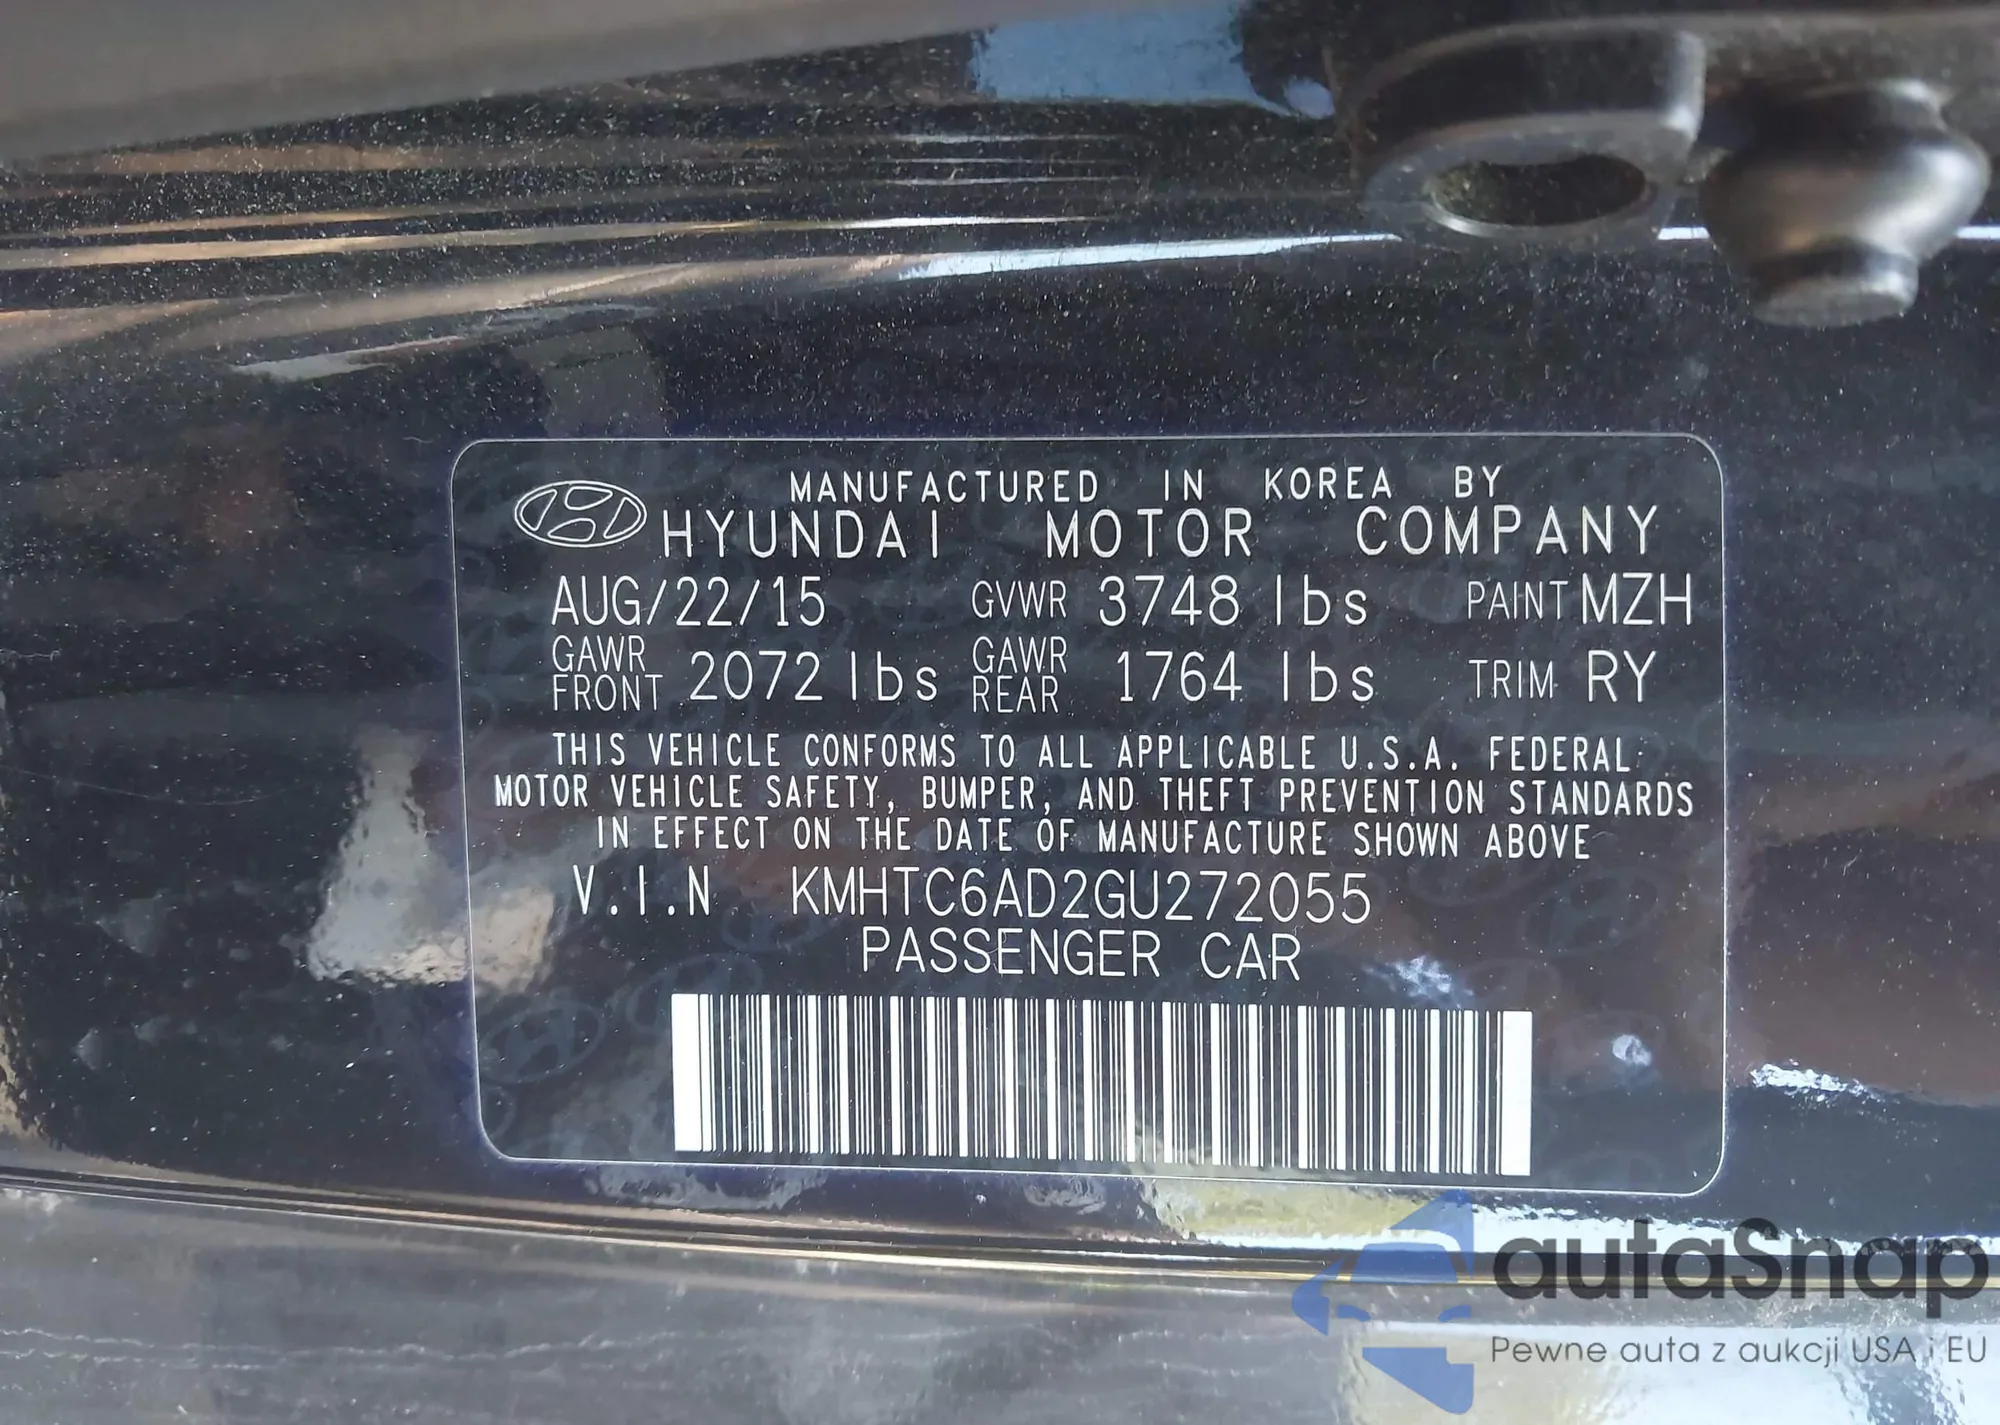 MANUFACTURED IN KOREA BY
HYUNDAI MOTOR COMPANY
AUG/22/15 GVWR 3748 lbs PAINT MZH
GAWR FRONT 2072 lbs GAWR REAR 1764 lbs TRIM RY
THIS VEHICLE CONFORMS TO ALL APPLICABLE U.S.A. FEDERAL
MOTOR VEHICLE SAFETY, BUMPER, AND THEFT PREVENTION STANDARDS
IN EFFECT ON THE DATE OF MANUFACTURE SHOWN ABOVE
V.I.N KMHTC6AD2GU272055
PASSENGER CAR
autaSnap
Pewne auta z aukcji USA i EU